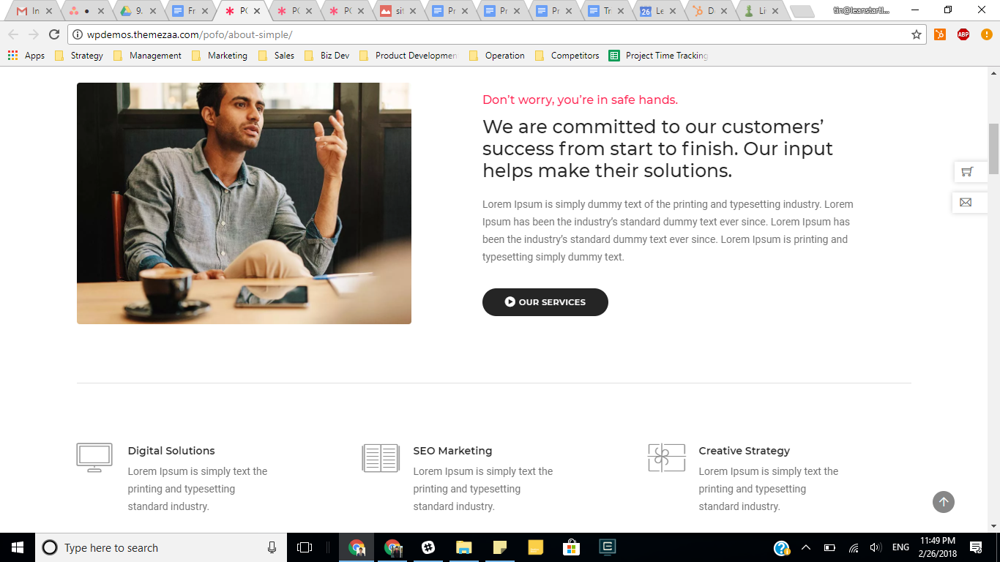 In
9.
Fr
PO
PO
PO
sit
Pr
Pr
Pr
Tr
26
Le
D
Li
tin@leanstartl...
wpdemos.themezaa.com/pofo/about-simple/
ABP
Apps
Strategy
Management
Marketing
Sales
Biz Dev
Product Developmen
Operation
Competitors
Project Time Tracking
Don’t worry, you’re in safe hands.
We are committed to our customers’
success from start to finish. Our input
helps make their solutions.
Lorem Ipsum is simply dummy text of the printing and typesetting industry. Lorem
Ipsum has been the industry’s standard dummy text ever since. Lorem Ipsum has
been the industry’s standard dummy text ever since. Lorem Ipsum is printing and
typesetting simply dummy text.
OUR SERVICES
Digital Solutions
Lorem Ipsum is simply text the
printing and typesetting
standard industry.
SEO Marketing
Lorem Ipsum is simply text the
printing and typesetting
standard industry.
Creative Strategy
Lorem Ipsum is simply text the
printing and typesetting
standard industry.
Type here to search
ENG
11:49 PM
2/26/2018